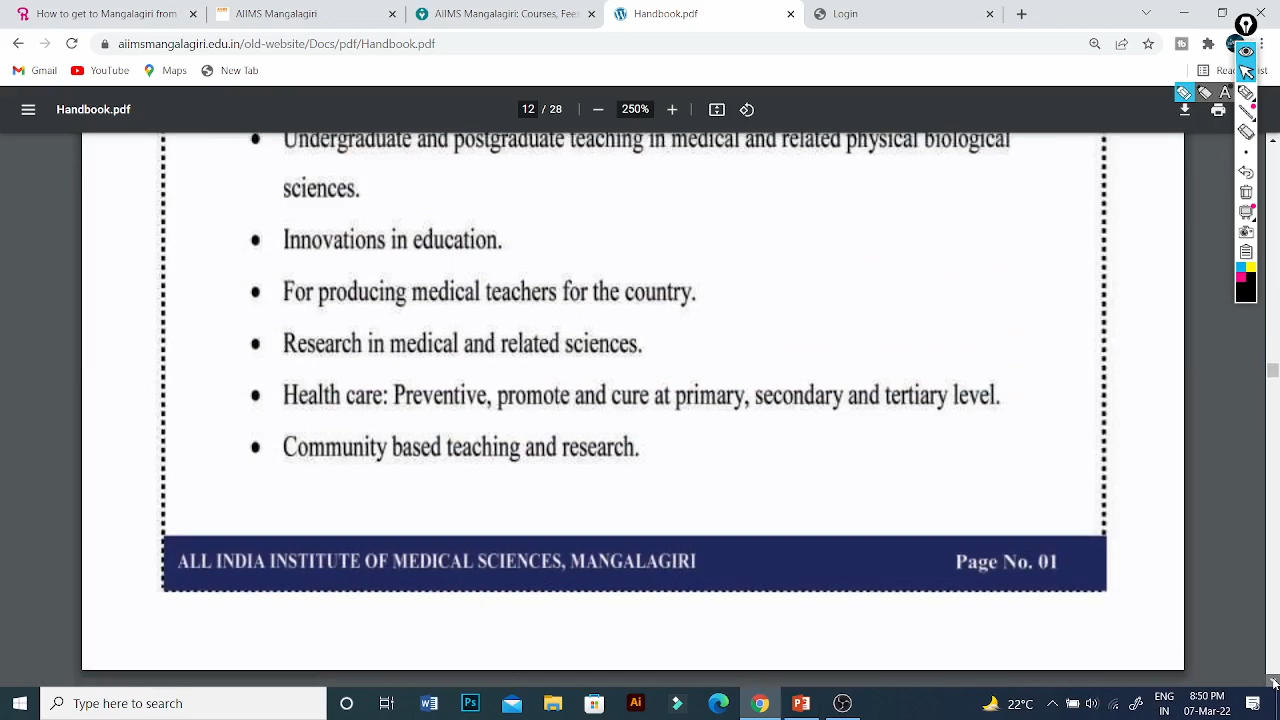 How to get to Mangalagiri from
AIIMS Mangalagiri
AIIMS Mangalagiri: Courses, Fees
Handbook.pdf
Login
aiimsmangalagiri.edu.in/old-website/Docs/pdf/Handbook.pdf
Gmail
YouTube
Maps
New Tab
Handbook.pdf
12 / 28
250%
Undergraduate and postgraduate teaching in medical and related physical biological
sciences.
• Innovations in education.
• For producing medical teachers for the country.
• Research in medical and related sciences.
• Health care: Preventive, promote and cure at primary, secondary and tertiary level.
• Community based teaching and research.
ALL INDIA INSTITUTE OF MEDICAL SCIENCES, MANGALAGIRI
Page No. 01
Type here to search
22°C
ENG
IN
8:50 PM
07-Mar-22